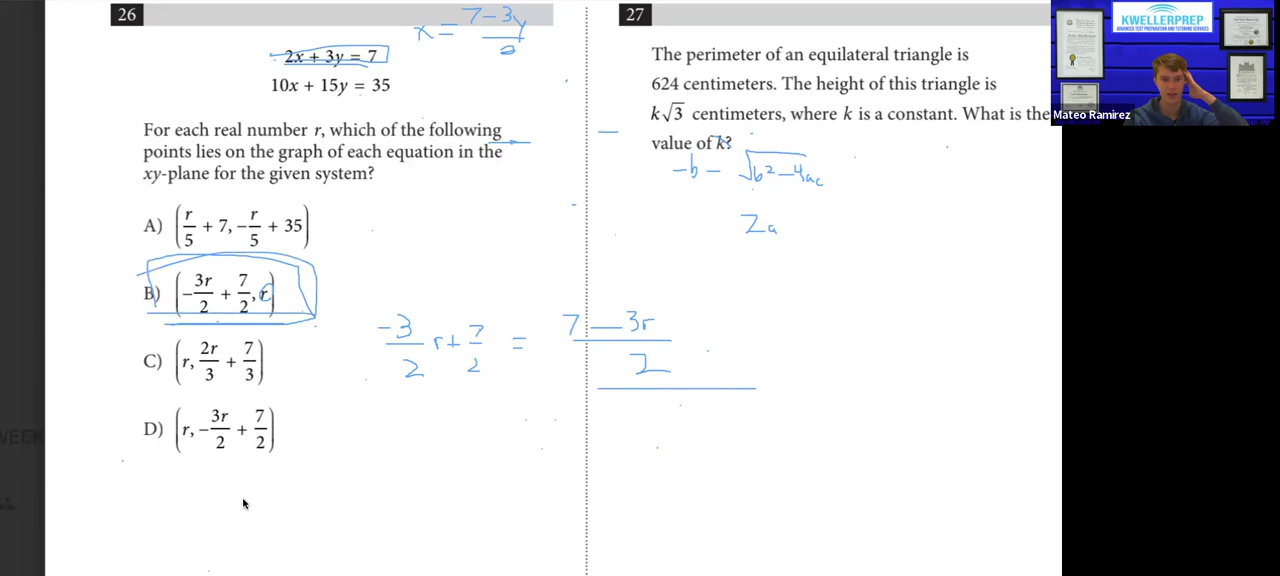 26
2x + 3y = 7
10x + 15y = 35
x = 7 - 3y / 2
For each real number r, which of the following
points lies on the graph of each equation in the
xy-plane for the given system?
A) (r/5 + 7, -r/5 + 35)
B) (-3r/2 + 7/2, r)
C) (r, 2r/3 + 7/3)
D) (r, -3r/2 + 7/2)
-3/2 r + 7/2 = 7 - 3r / 2
27
The perimeter of an equilateral triangle is
624 centimeters. The height of this triangle is
k√3 centimeters, where k is a constant. What is the
value of k?
-b - √b² - 4ac
2a
KWELLERPREP
ADVANCED TEST PREPARATION AND TUTORING SERVICES
Mateo Ramirez
WEEK